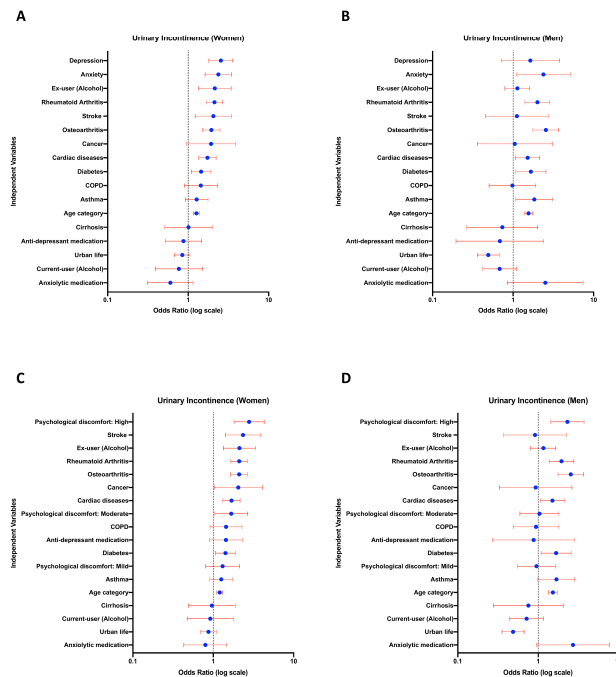 A
Urinary Incontinence (Women)
Independent Variables
Depression
Anxiety
Ex-user (Alcohol)
Rheumatoid Arthritis
Stroke
Osteoarthritis
Cancer
Cardiac diseases
Diabetes
COPD
Asthma
Age category
Cirrhosis
Anti-depressant medication
Urban life
Current-user (Alcohol)
Anxiolytic medication
0.1 1 10
Odds Ratio (log scale)
B
Urinary Incontinence (Men)
Independent Variables
Depression
Anxiety
Ex-user (Alcohol)
Rheumatoid Arthritis
Stroke
Osteoarthritis
Cancer
Cardiac diseases
Diabetes
COPD
Asthma
Age category
Cirrhosis
Anti-depressant medication
Urban life
Current-user (Alcohol)
Anxiolytic medication
0.1 1 10
Odds Ratio (log scale)
C
Urinary Incontinence (Women)
Independent Variables
Psychological discomfort: High
Stroke
Ex-user (Alcohol)
Rheumatoid Arthritis
Osteoarthritis
Cancer
Cardiac diseases
Psychological discomfort: Moderate
COPD
Anti-depressant medication
Diabetes
Psychological discomfort: Mild
Asthma
Age category
Cirrhosis
Current-user (Alcohol)
Urban life
Anxiolytic medication
0.1 1 10
Odds Ratio (log scale)
D
Urinary Incontinence (Men)
Independent Variables
Psychological discomfort: High
Stroke
Ex-user (Alcohol)
Rheumatoid Arthritis
Osteoarthritis
Cancer
Cardiac diseases
Psychological discomfort: Moderate
COPD
Anti-depressant medication
Diabetes
Psychological discomfort: Mild
Asthma
Age category
Cirrhosis
Current-user (Alcohol)
Urban life
Anxiolytic medication
0.1 1
Odds Ratio (log scale)